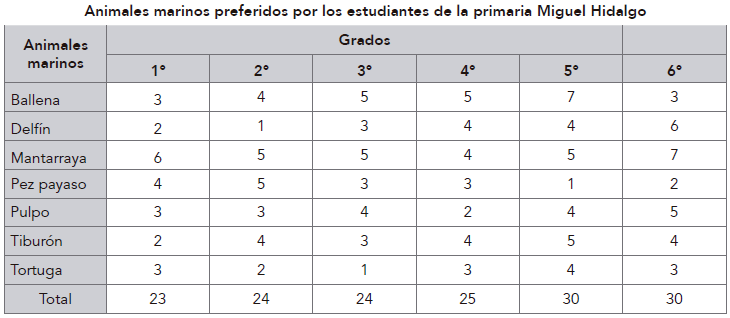 Animales marinos preferidos por los estudiantes de la primaria Miguel Hidalgo
Animales marinos Grados
1° 2° 3° 4° 5° 6°
Ballena 3 4 5 5 7 3
Delfín 2 1 3 4 4 6
Mantarraya 6 5 5 4 5 7
Pez payaso 4 5 3 3 1 2
Pulpo 3 3 4 2 4 5
Tiburón 2 4 3 4 5 4
Tortuga 3 2 1 3 4 3
Total 23 24 24 25 30 30